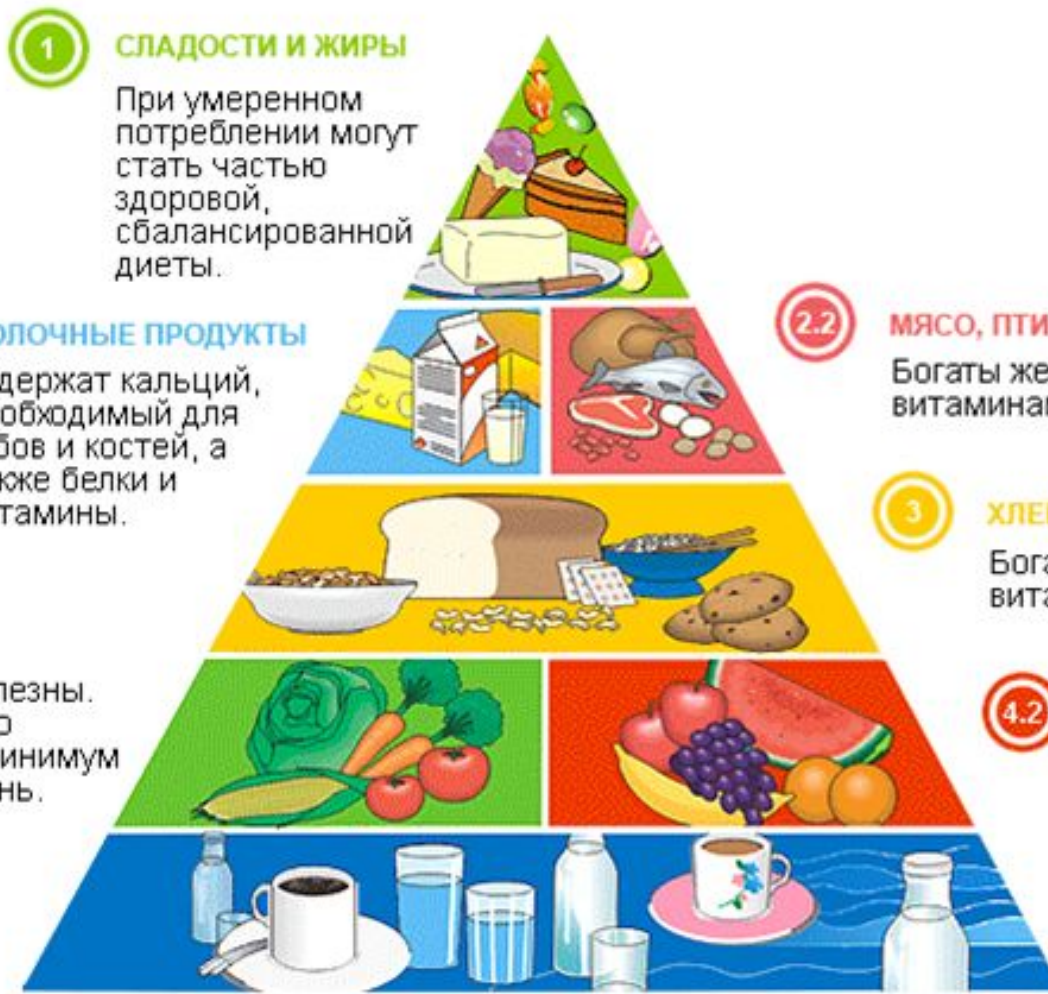 1
СЛАДОСТИ И ЖИРЫ
При умеренном
потреблении могут
стать частью
здоровой,
сбалансированной
диеты.
ОЛОЧНЫЕ ПРОДУКТЫ
держат кальций,
обходимый для
бов и костей, а
кже белки и
тамины.
2.2
МЯСО, ПТИ
Богаты же
витамина
3
ХЛЕ
Бога
вита
лезны.
о
инимум
нь.
4.2